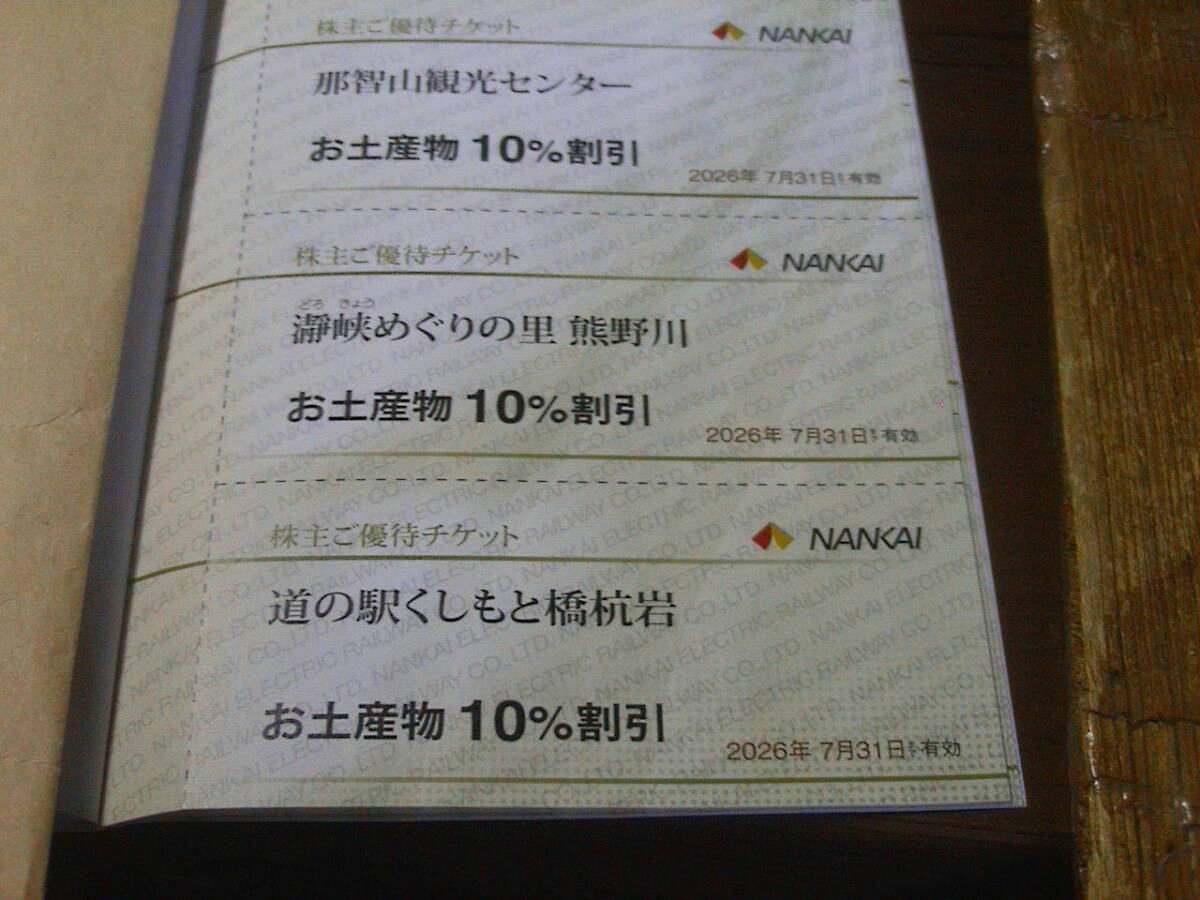 株主ご優待チケット NANKAI
那智山観光センター
お土産物 10%割引
2026年 7月31日まで有効
株主ご優待チケット NANKAI
どろ きょう
瀞峡めぐりの里 熊野川
お土産物 10%割引
2026年 7月31日まで有効
株主ご優待チケット NANKAI
道の駅くしもと橋杭岩
お土産物 10%割引
2026年 7月31日まで有効
NANKAI ELECTRIC RAILWAY CO.,LTD.